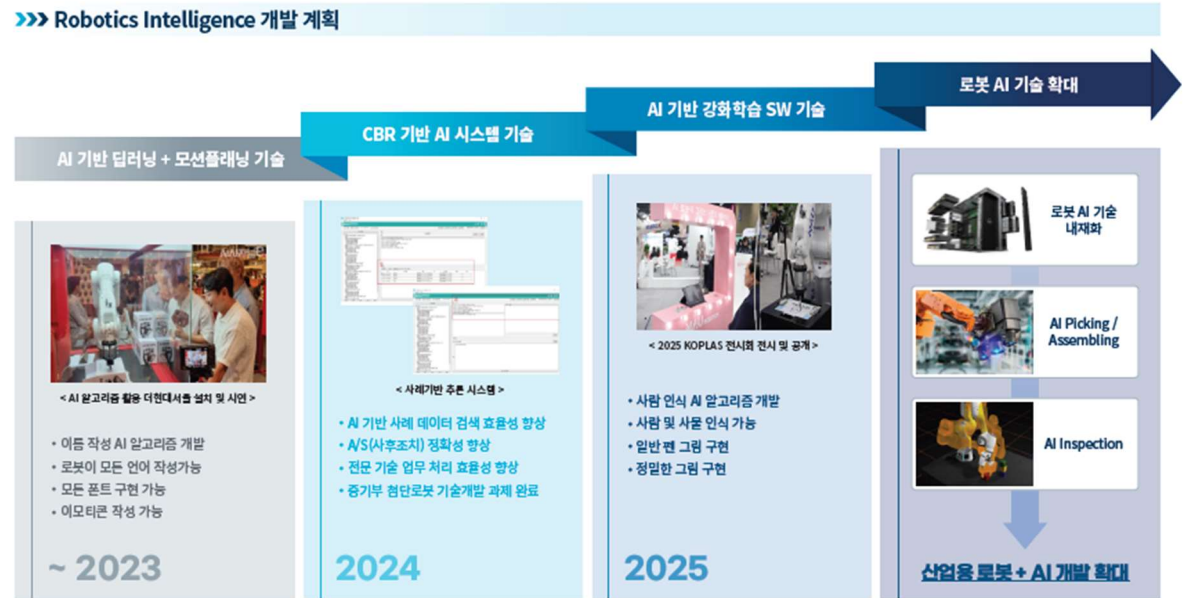 >>> Robotics Intelligence 개발 계획
AI 기반 딥러닝 + 모션플래닝 기술
CBR 기반 AI 시스템 기술
AI 기반 강화학습 SW 기술
로봇 AI 기술 확대
< AI 알고리즘 활용 더현대서울 설치 및 시연 >
• 이름 작성 AI 알고리즘 개발
• 로봇이 모든 언어 작성가능
• 모든 폰트 구현 가능
• 이모티콘 작성 가능
~ 2023
< 사례기반 추론 시스템 >
• AI 기반 사례 데이터 검색 효율성 향상
• A/S(사후조치) 정확성 향상
• 전문 기술 업무 처리 효율성 향상
• 중기부 첨단로봇 기술개발 과제 완료
2024
< 2025 KOPLAS 전시회 전시 및 공개 >
• 사람 인식 AI 알고리즘 개발
• 사람 및 사물 인식 가능
• 일반 펜 그림 구현
• 정밀한 그림 구현
2025
로봇 AI 기술
내재화
AI Picking /
Assembling
AI Inspection
산업용 로봇 + AI 개발 확대